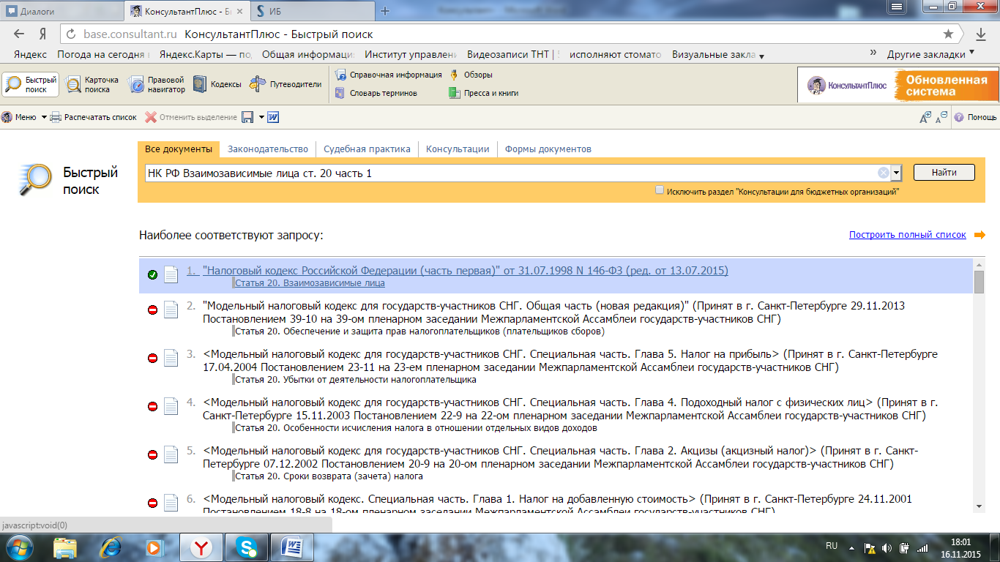 Диалоги
КонсультантПлюс - Бы
ИБ
base.consultant.ru КонсультантПлюс - Быстрый поиск
Яндекс Погода на сегодня Яндекс.Карты — по Общая информаци Институт управлени Видеозаписи ТНТ | исполняют стомато Визуальные закла » Другие закладки
Быстрый поиск
Карточка поиска
Правовой навигатор
Кодексы
Путеводители
Справочная информация
Обзоры
Словарь терминов
Пресса и книги
КонсультантПлюс
Обновленная система
Меню Распечатать список Отменить выделение Помощь
Все документы Законодательство Судебная практика Консультации Формы документов
Быстрый поиск
НК РФ Взаимозависимые лица ст. 20 часть 1
Найти
Исключить раздел "Консультации для бюджетных организаций"
Наиболее соответствуют запросу:
Построить полный список
1. "Налоговый кодекс Российской Федерации (часть первая)" от 31.07.1998 N 146-ФЗ (ред. от 13.07.2015)
Статья 20. Взаимозависимые лица
2. "Модельный налоговый кодекс для государств-участников СНГ. Общая часть (новая редакция)" (Принят в г. Санкт-Петербурге 29.11.2013
Постановлением 39-10 на 39-ом пленарном заседании Межпарламентской Ассамблеи государств-участников СНГ)
Статья 20. Обеспечение и защита прав налогоплательщиков (плательщиков сборов)
3. <Модельный налоговый кодекс для государств-участников СНГ. Специальная часть. Глава 5. Налог на прибыль> (Принят в г. Санкт-Петербурге
17.04.2004 Постановлением 23-11 на 23-ем пленарном заседании Межпарламентской Ассамблеи государств-участников СНГ)
Статья 20. Убытки от деятельности налогоплательщика
4. <Модельный налоговый кодекс для государств-участников СНГ. Специальная часть. Глава 4. Подоходный налог с физических лиц> (Принят в г.
Санкт-Петербурге 15.11.2003 Постановлением 22-9 на 22-ом пленарном заседании Межпарламентской Ассамблеи государств-участников СНГ)
Статья 20. Особенности исчисления налога в отношении отдельных видов доходов
5. <Модельный налоговый кодекс для государств-участников СНГ. Специальная часть. Глава 2. Акцизы (акцизный налог)> (Принят в г. Санкт-
Петербурге 07.12.2002 Постановлением 20-9 на 20-ом пленарном заседании Межпарламентской Ассамблеи государств-участников СНГ)
Статья 20. Сроки возврата (зачета) налога
6. <Модельный налоговый кодекс. Специальная часть. Глава 1. Налог на добавленную стоимость> (Принят в г. Санкт-Петербурге 24.11.2001
Постановлением 18-8 на 18-ом пленарном заседании Межпарламентской Ассамблеи государств-участников СНГ)
javascript:void(0)
RU
18:01
16.11.2015